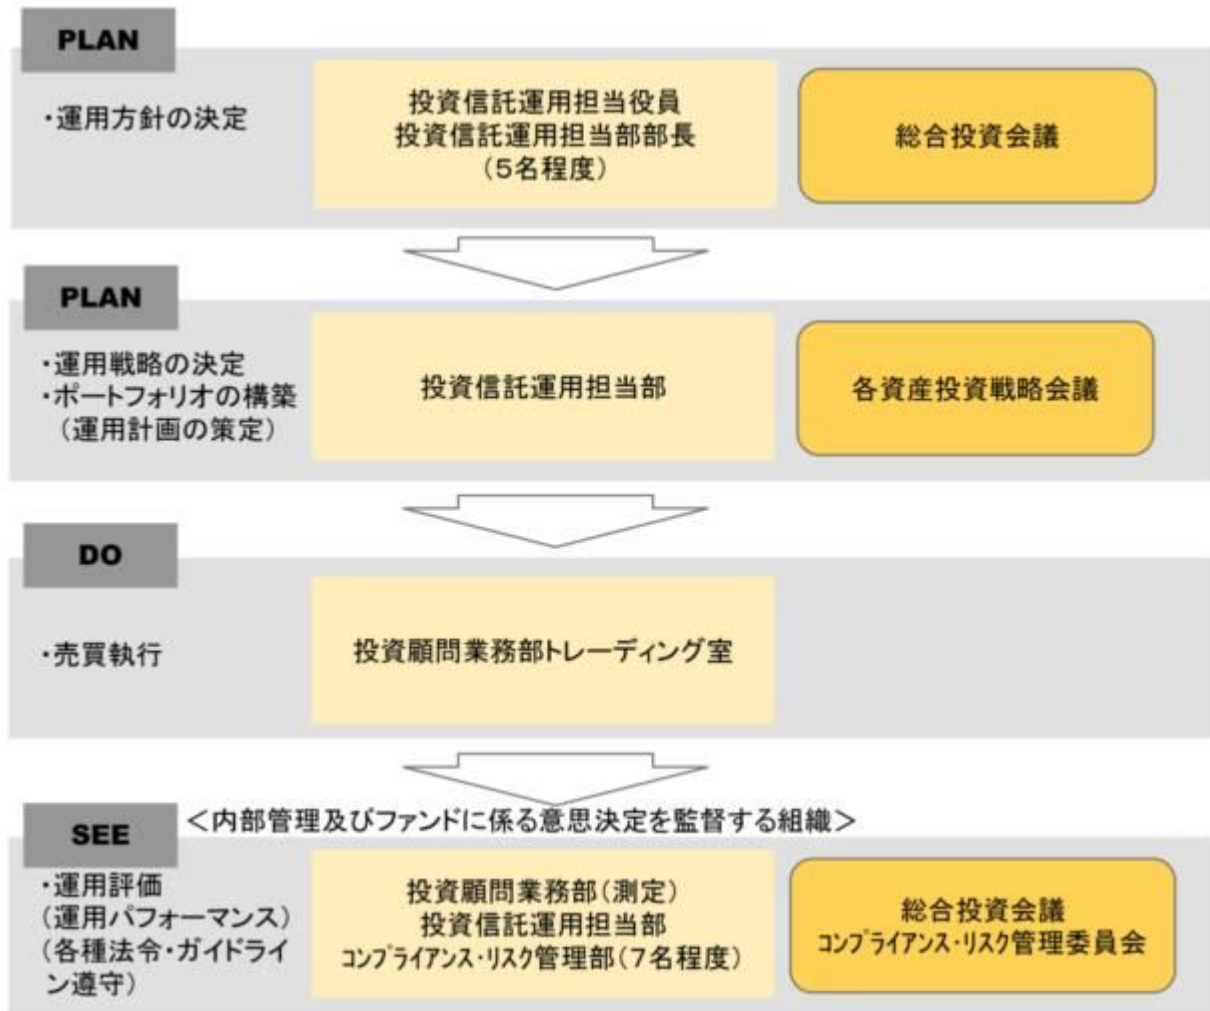 PLAN
・運用方針の決定
投資信託運用担当役員
投資信託運用担当部部長
(5名程度)
総合投資会議
PLAN
・運用戦略の決定
・ポートフォリオの構築
(運用計画の策定)
投資信託運用担当部
各資産投資戦略会議
DO
・売買執行
投資顧問業務部トレーディング室
SEE
＜内部管理及びファンドに係る意思決定を監督する組織＞
・運用評価
(運用パフォーマンス)
(各種法令・ガイドライ
ン遵守)
投資顧問業務部(測定)
投資信託運用担当部
ｺﾝﾌﾟﾗｲｱﾝｽ・ﾘｽｸ管理部(7名程度)
総合投資会議
ｺﾝﾌﾟﾗｲｱﾝｽ・ﾘｽｸ管理委員会